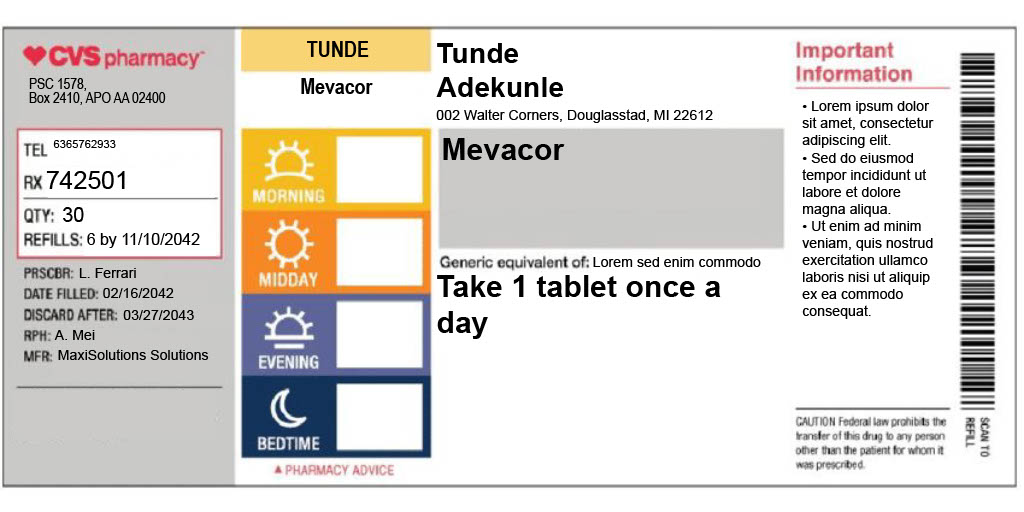 CVS pharmacy
PSC 1578,
Box 2410, APO AA 02400
TEL 6365762933
RX 742501
QTY: 30
REFILLS: 6 by 11/10/2042
PRSCBR: L. Ferrari
DATE FILLED: 02/16/2042
DISCARD AFTER: 03/27/2043
RPH: A. Mei
MFR: MaxiSolutions Solutions
TUNDE
Mevacor
MORNING
MIDDAY
EVENING
BEDTIME
▲ PHARMACY ADVICE
Tunde
Adekunle
002 Walter Corners, Douglasstad, MI 22612
Mevacor
Generic equivalent of: Lorem sed enim commodo
Take 1 tablet once a
day
Important
Information
• Lorem ipsum dolor
sit amet, consectetur
adipiscing elit.
• Sed do eiusmod
tempor incididunt ut
labore et dolore
magna aliqua.
• Ut enim ad minim
veniam, quis nostrud
exercitation ullamco
laboris nisi ut aliquip
ex ea commodo
consequat.
CAUTION Federal law prohibits the
transfer of this drug to any person
other than the patient for whom it
was prescribed.
SCAN TO
REFILL